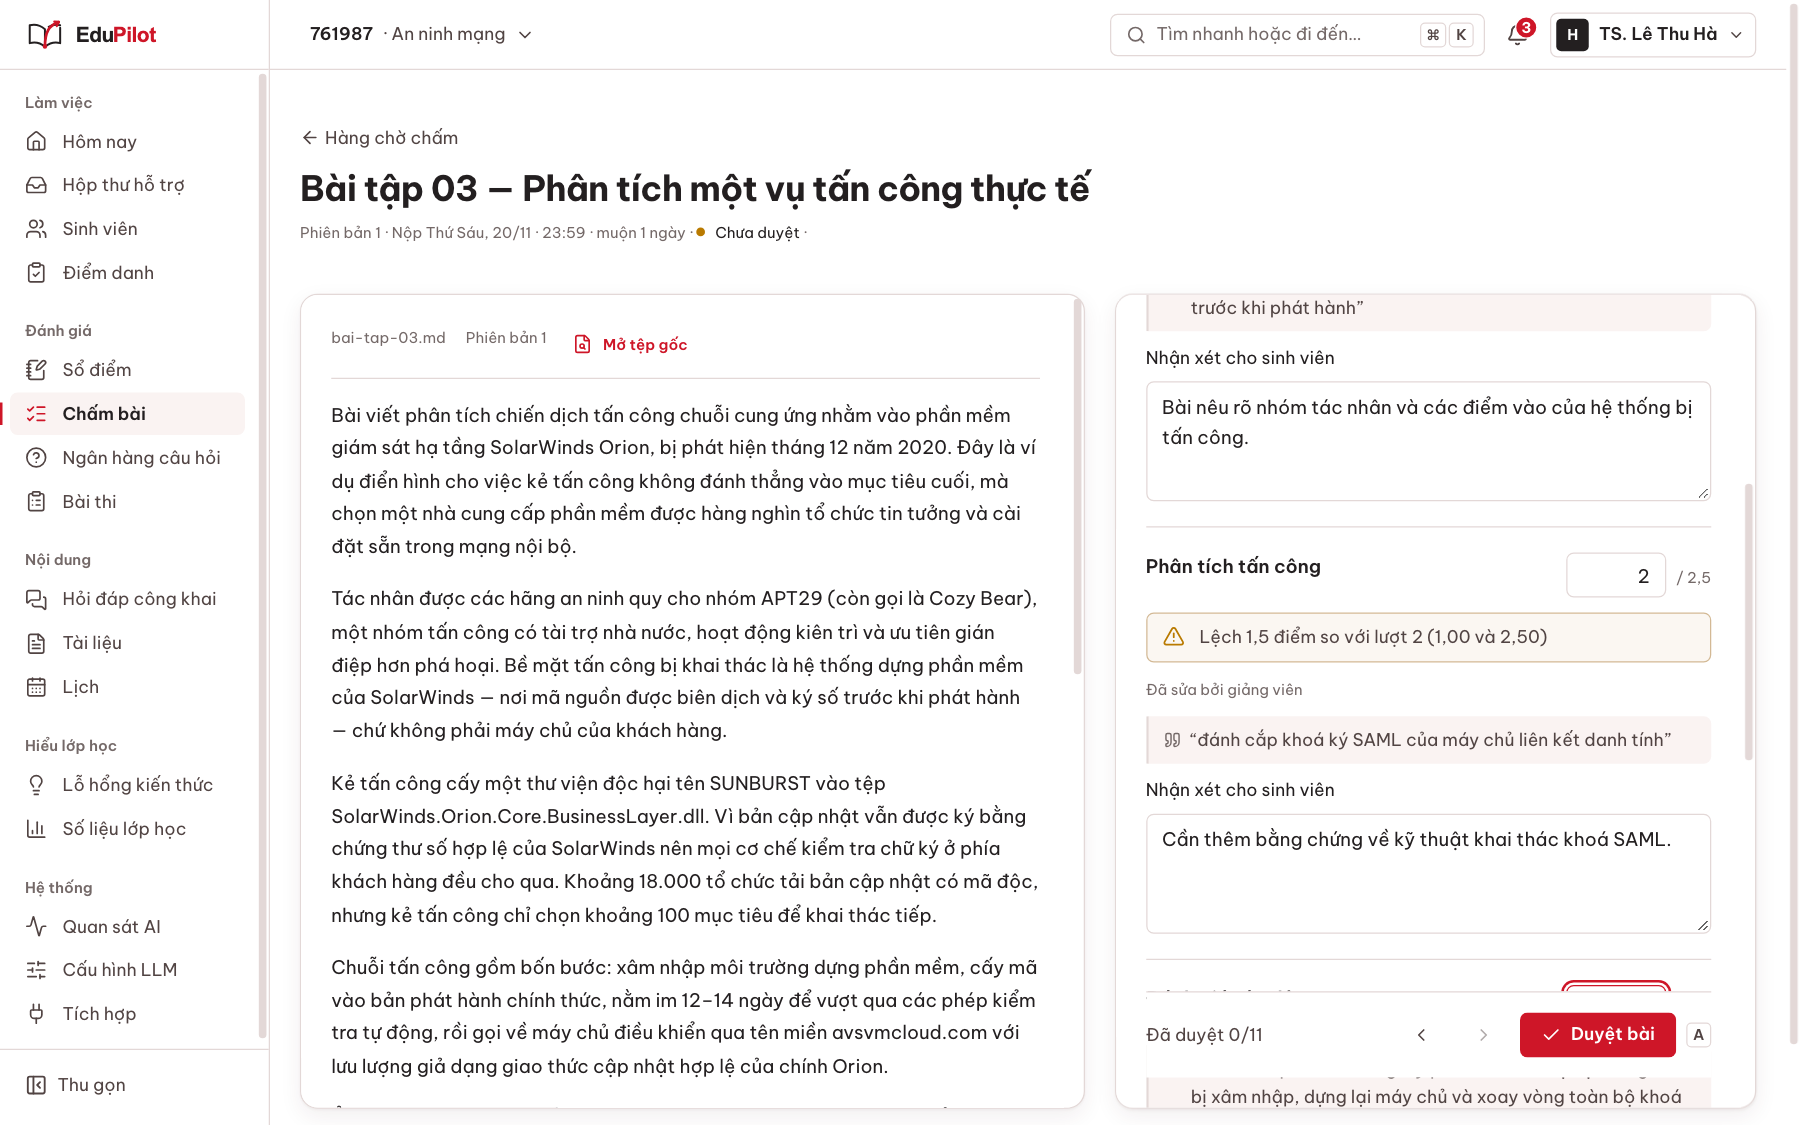 EduPilot
761987 · An ninh mạng
Tìm nhanh hoặc đi đến...
⌘ K
3
H
TS. Lê Thu Hà
Làm việc
Hôm nay
Hộp thư hỗ trợ
Sinh viên
Điểm danh
Đánh giá
Sổ điểm
Chấm bài
Ngân hàng câu hỏi
Bài thi
Nội dung
Hỏi đáp công khai
Tài liệu
Lịch
Hiểu lớp học
Lỗ hổng kiến thức
Số liệu lớp học
Hệ thống
Quan sát AI
Cấu hình LLM
Tích hợp
Thu gọn
Hàng chờ chấm
Bài tập 03 — Phân tích một vụ tấn công thực tế
Phiên bản 1 · Nộp Thứ Sáu, 20/11 · 23:59 · muộn 1 ngày · Chưa duyệt ·
bai-tap-03.md Phiên bản 1 Mở tệp gốc
Bài viết phân tích chiến dịch tấn công chuỗi cung ứng nhằm vào phần mềm
giám sát hạ tầng SolarWinds Orion, bị phát hiện tháng 12 năm 2020. Đây là ví
dụ điển hình cho việc kẻ tấn công không đánh thẳng vào mục tiêu cuối, mà
chọn một nhà cung cấp phần mềm được hàng nghìn tổ chức tin tưởng và cài
đặt sẵn trong mạng nội bộ.
Tác nhân được các hãng an ninh quy cho nhóm APT29 (còn gọi là Cozy Bear),
một nhóm tấn công có tài trợ nhà nước, hoạt động kiên trì và ưu tiên gián
điệp hơn phá hoại. Bề mặt tấn công bị khai thác là hệ thống dựng phần mềm
của SolarWinds — nơi mã nguồn được biên dịch và ký số trước khi phát hành
— chứ không phải máy chủ của khách hàng.
Kẻ tấn công cấy một thư viện độc hại tên SUNBURST vào tệp
SolarWinds.Orion.Core.BusinessLayer.dll. Vì bản cập nhật vẫn được ký bằng
chứng thư số hợp lệ của SolarWinds nên mọi cơ chế kiểm tra chữ ký ở phía
khách hàng đều cho qua. Khoảng 18.000 tổ chức tải bản cập nhật có mã độc,
nhưng kẻ tấn công chỉ chọn khoảng 100 mục tiêu để khai thác tiếp.
Chuỗi tấn công gồm bốn bước: xâm nhập môi trường dựng phần mềm, cấy mã
vào bản phát hành chính thức, nằm im 12–14 ngày để vượt qua các phép kiểm
tra tự động, rồi gọi về máy chủ điều khiển qua tên miền avsvmcloud.com với
lưu lượng giả dạng giao thức cập nhật hợp lệ của chính Orion.
trước khi phát hành”
Nhận xét cho sinh viên
Bài nêu rõ nhóm tác nhân và các điểm vào của hệ thống bị
tấn công.
Phân tích tấn công
2 / 2,5
Lệch 1,5 điểm so với lượt 2 (1,00 và 2,50)
Đã sửa bởi giảng viên
“đánh cắp khoá ký SAML của máy chủ liên kết danh tính”
Nhận xét cho sinh viên
Cần thêm bằng chứng về kỹ thuật khai thác khoá SAML.
Đã duyệt 0/11
Duyệt bài
A
bị xâm nhập, dựng lại máy chủ và xoay vòng toàn bộ khoá